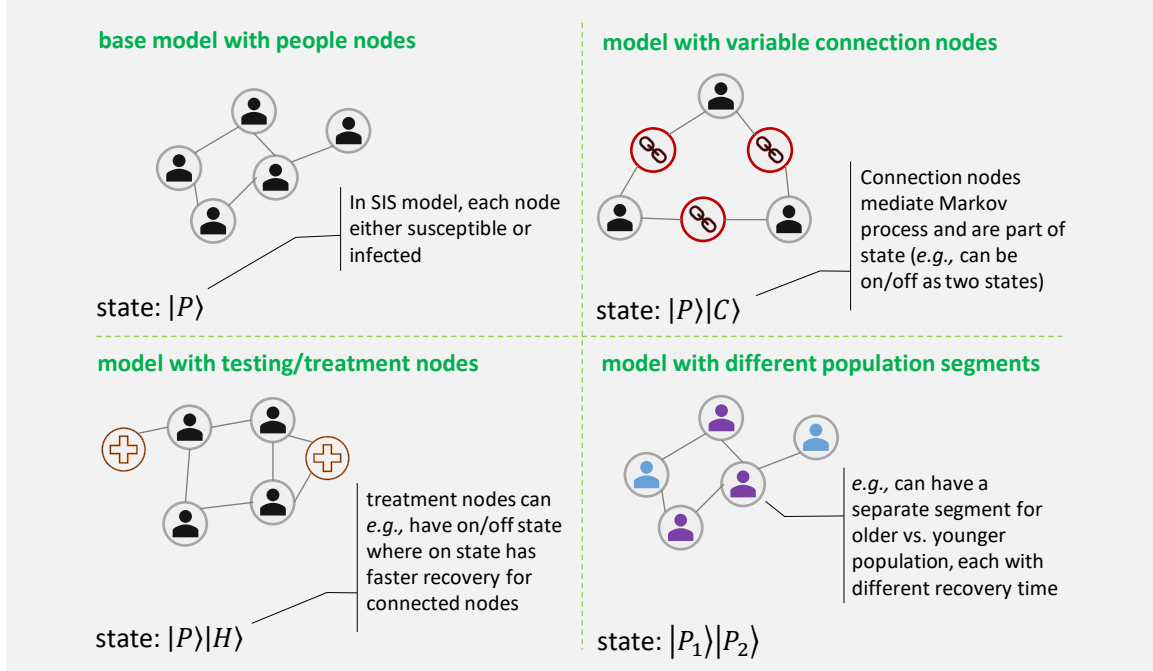 base model with people nodes
In SIS model, each node
either susceptible or
infected
state: |P⟩
model with variable connection nodes
Connection nodes
mediate Markov
process and are part of
state (e.g., can be
on/off as two states)
state: |P⟩|C⟩
model with testing/treatment nodes
treatment nodes can
e.g., have on/off state
where on state has
faster recovery for
connected nodes
state: |P⟩|H⟩
model with different population segments
e.g., can have a
separate segment for
older vs. younger
population, each with
different recovery time
state: |P₁⟩|P₂⟩